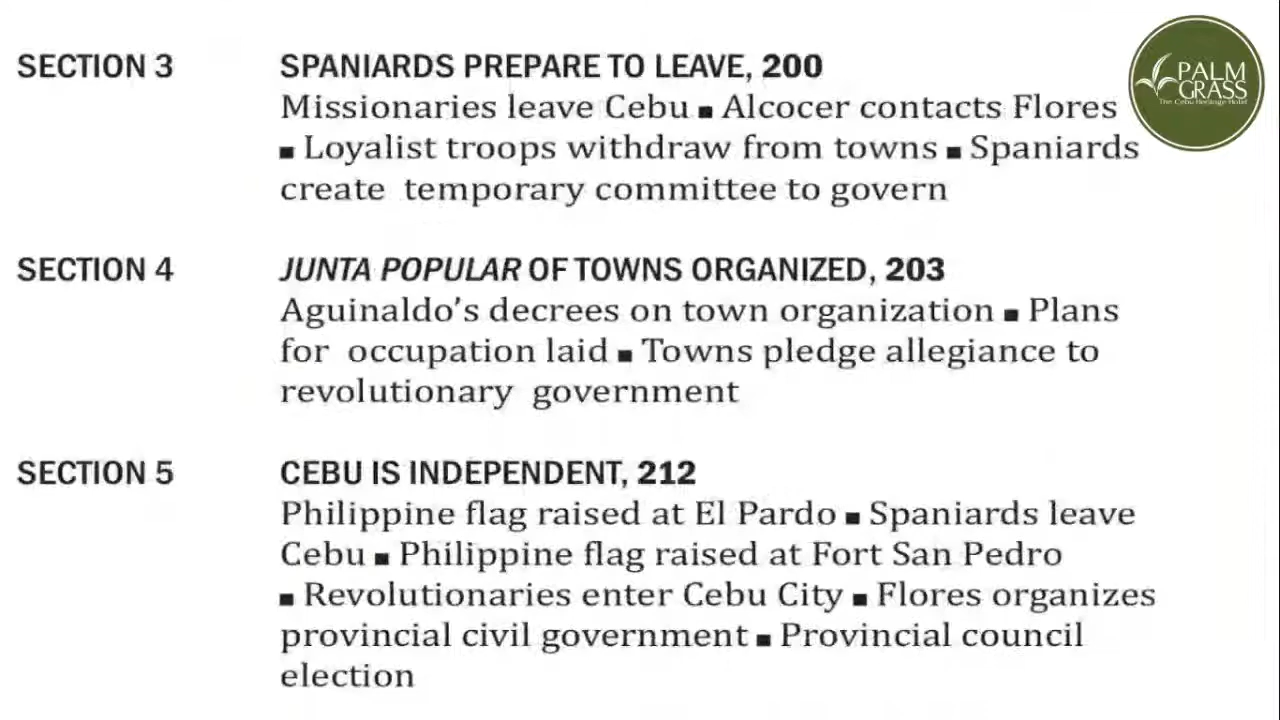 SECTION 3
SPANIARDS PREPARE TO LEAVE, 200
Missionaries leave Cebu ■ Alcocer contacts Flores
■ Loyalist troops withdraw from towns ■ Spaniards
create temporary committee to govern
SECTION 4
JUNTA POPULAR OF TOWNS ORGANIZED, 203
Aguinaldo's decrees on town organization ■ Plans
for occupation laid ■ Towns pledge allegiance to
revolutionary government
SECTION 5
CEBU IS INDEPENDENT, 212
Philippine flag raised at El Pardo ■ Spaniards leave
Cebu ■ Philippine flag raised at Fort San Pedro
■ Revolutionaries enter Cebu City ■ Flores organizes
provincial civil government ■ Provincial council
election
PALM
GRASS
The Cebu Heritage Hotel